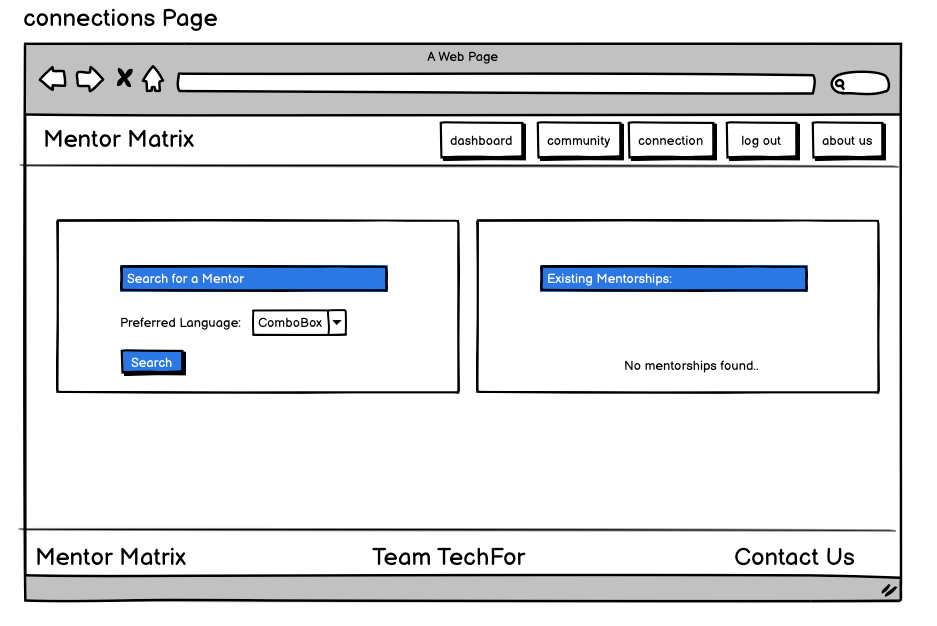 connections Page
A Web Page
Mentor Matrix
dashboard
community
connection
log out
about us
Search for a Mentor
Preferred Language: ComboBox
Search
Existing Mentorships:
No mentorships found..
Mentor Matrix
Team TechFor
Contact Us